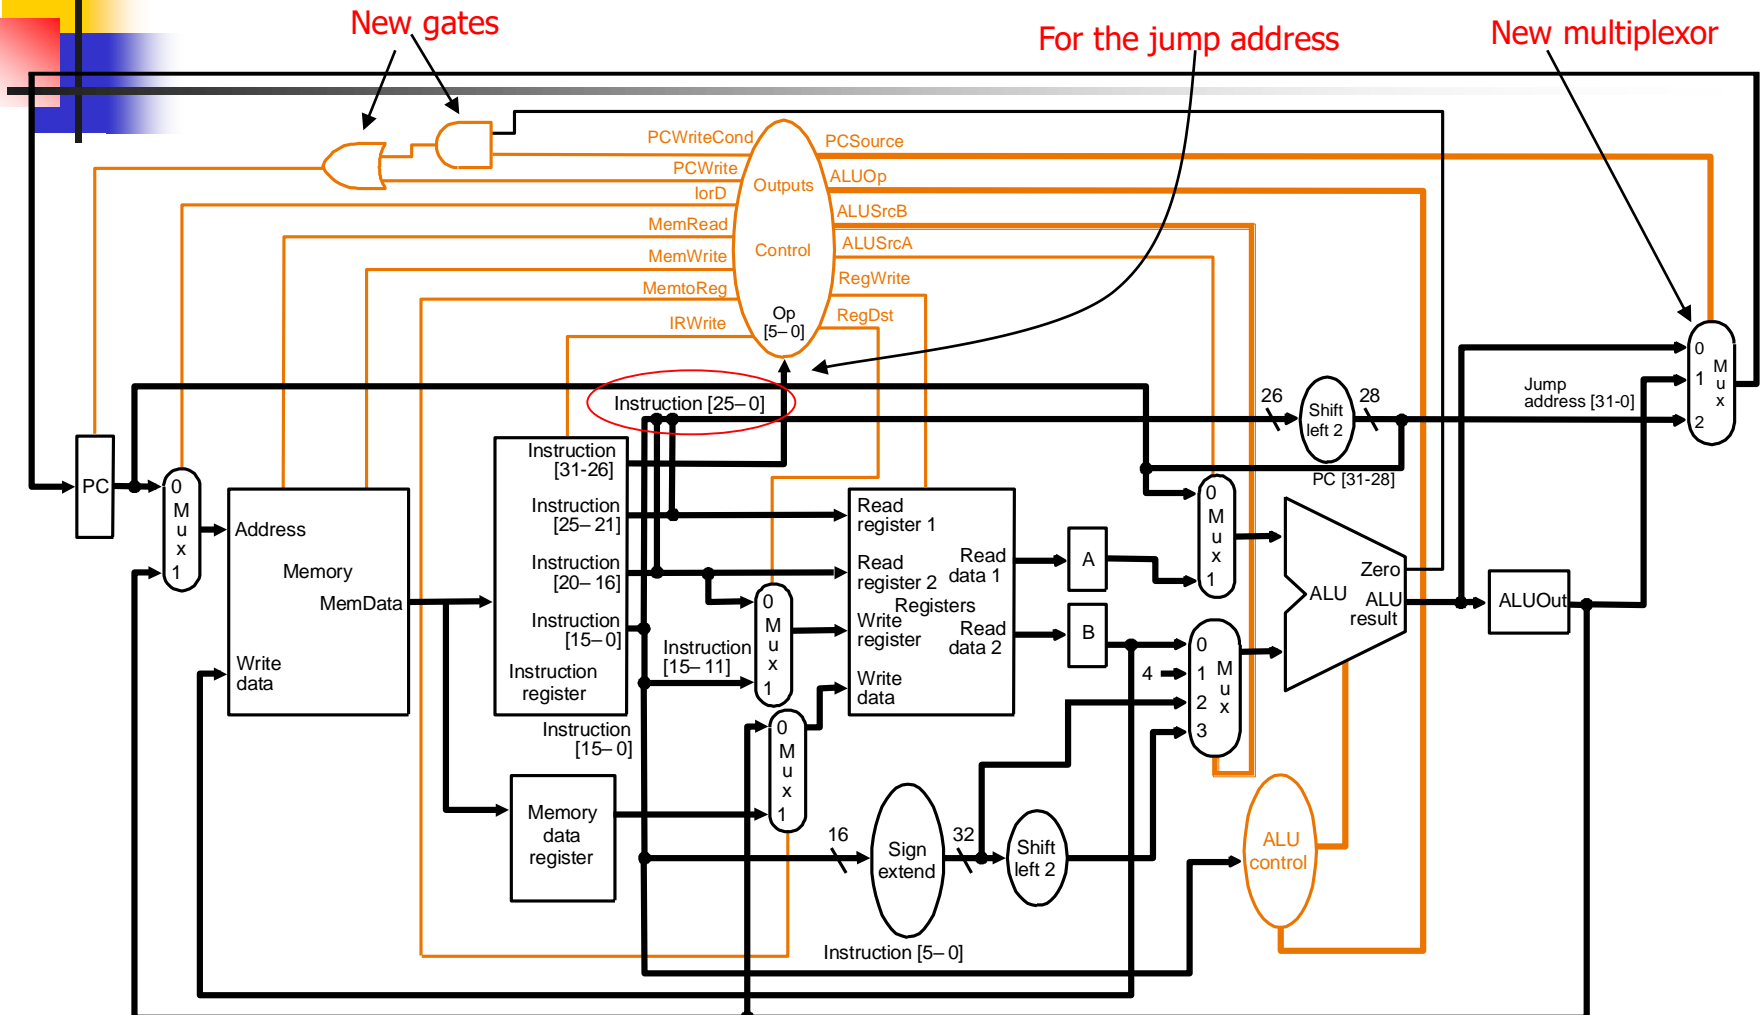 New gates
For the jump address
New multiplexor
PCWriteCond
PCSource
PCWrite
ALUOp
IorD
Outputs
ALUSrcB
MemRead
ALUSrcA
MemWrite
Control
RegWrite
MemtoReg
Op
[5–0]
RegDst
IRWrite
Instruction [25–0]
26
Shift
left 2
28
Jump
address [31-0]
0
1
2
M
u
x
PC [31-28]
PC
0
M
u
x
1
Address
Memory
MemData
Write
data
Instruction
[31-26]
Instruction
[25–21]
Instruction
[20–16]
Instruction
[15–0]
Instruction
register
Instruction
[15–0]
Instruction
[15–11]
0
M
u
x
1
Read
register 1
Read
register 2
Registers
Write
register
Write
data
Read
data 1
Read
data 2
A
B
0
M
u
x
1
4
0
1
2
3
M
u
x
Zero
ALU
ALU
result
ALUOut
0
M
u
x
1
Memory
data
register
16
Sign
extend
32
Shift
left 2
ALU
control
Instruction [5–0]